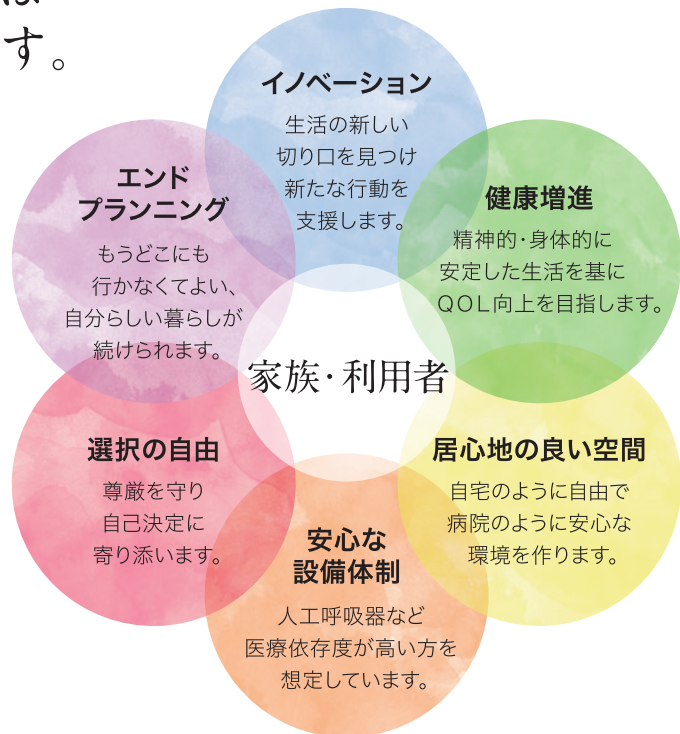 す。
イノベーション
生活の新しい
切り口を見つけ
新たな行動を
支援します。
健康増進
精神的・身体的に
安定した生活を基に
QOL向上を目指します。
居心地の良い空間
自宅のように自由で
病院のように安心な
環境を作ります。
安心な
設備体制
人工呼吸器など
医療依存度が高い方を
想定しています。
選択の自由
尊厳を守り
自己決定に
寄り添います。
エンド
プランニング
もうどこにも
行かなくてよい、
自分らしい暮らしが
続けられます。
家族・利用者